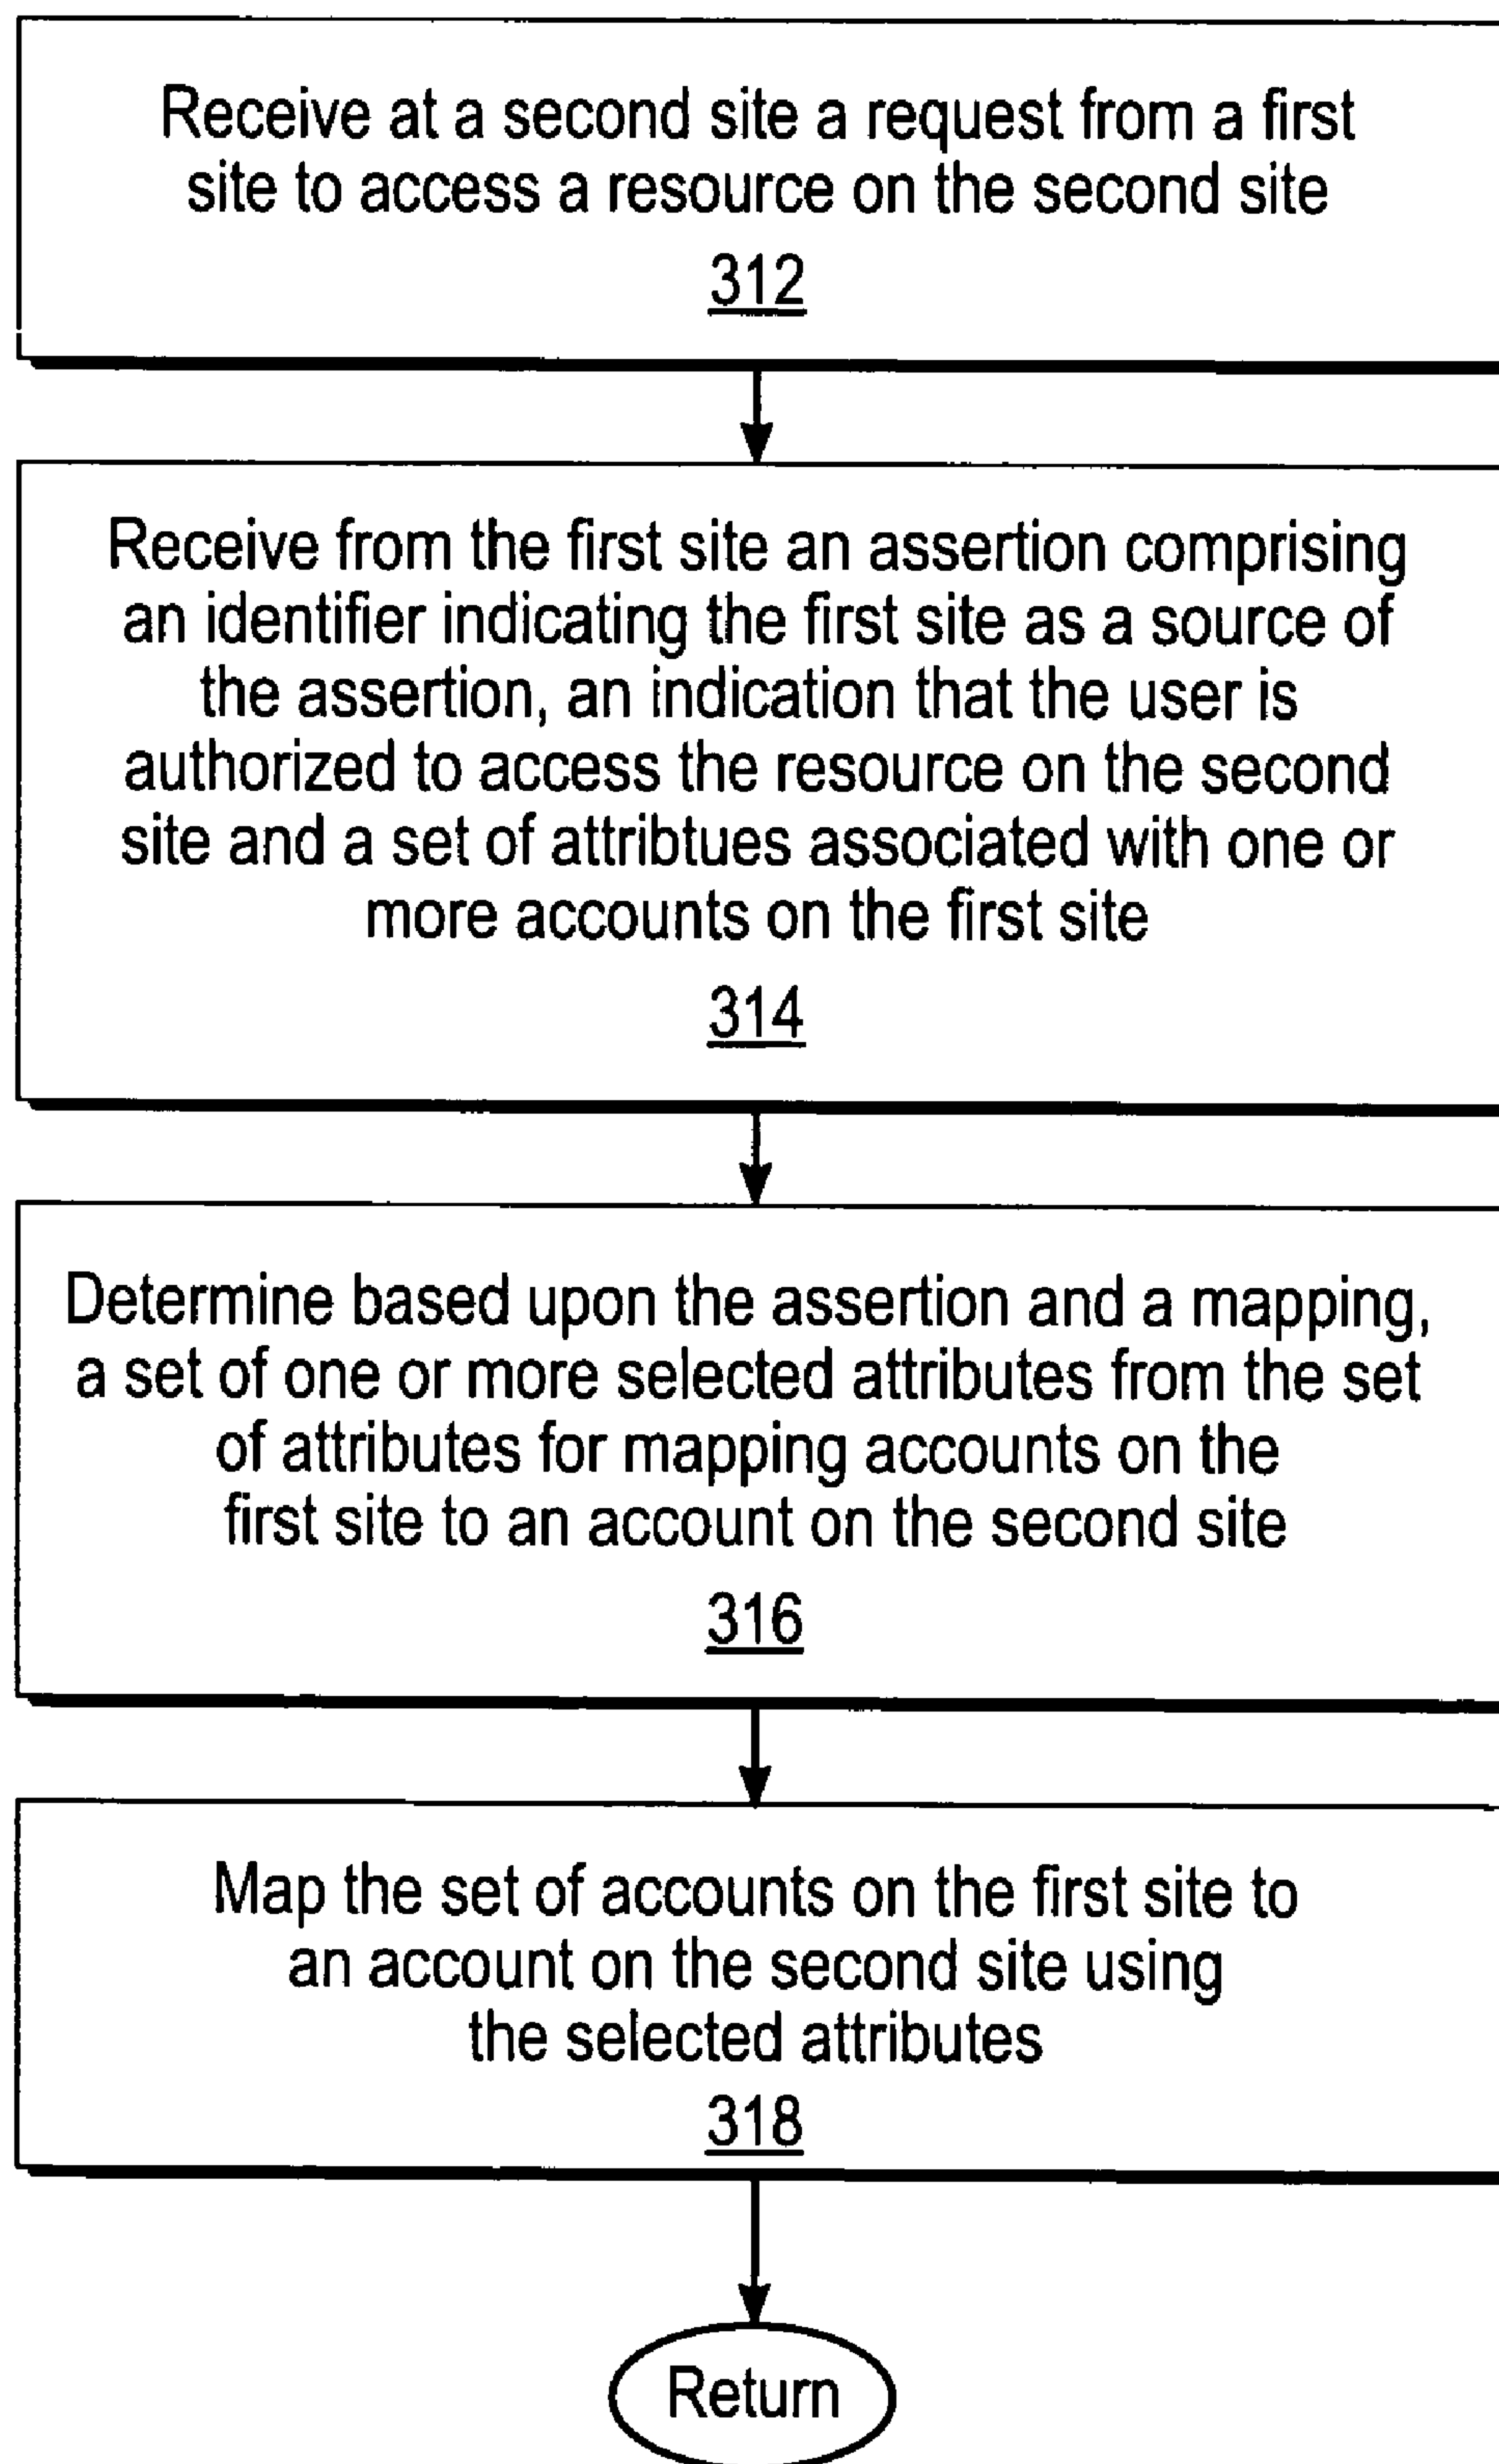 Receive at a second site a request from a first
site to access a resource on the second site
312
Receive from the first site an assertion comprising
an identifier indicating the first site as a source of
the assertion, an indication that the user is
authorized to access the resource on the second
site and a set of attribtues associated with one or
more accounts on the first site
314
Determine based upon the assertion and a mapping,
a set of one or more selected attributes from the set
of attributes for mapping accounts on the
first site to an account on the second site
316
Map the set of accounts on the first site to
an account on the second site using
the selected attributes
318
Return